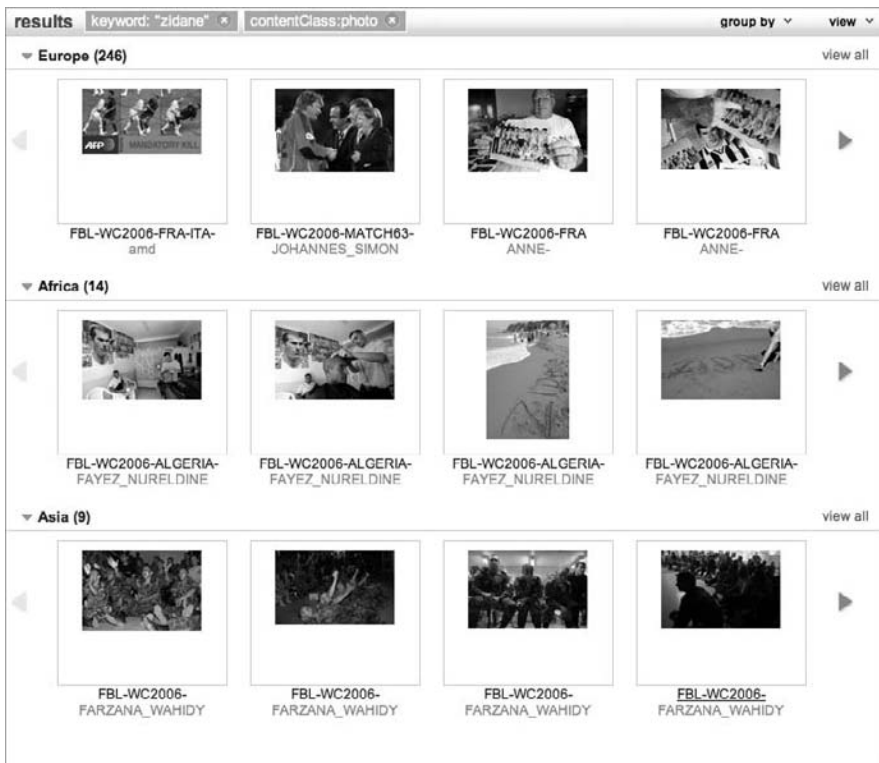 results keyword: "zidane" contentClass:photo group by view
Europe (246) view all
AFP MANDATORY KILL
FBL-WC2006-FRA-ITA- FBL-WC2006-MATCH63- FBL-WC2006-FRA FBL-WC2006-FRA
amd JOHANNES_SIMON ANNE- ANNE-
Africa (14) view all
FBL-WC2006-ALGERIA- FBL-WC2006-ALGERIA- FBL-WC2006-ALGERIA- FBL-WC2006-ALGERIA-
FAYEZ_NURELDINE FAYEZ_NURELDINE FAYEZ_NURELDINE FAYEZ_NURELDINE
Asia (9) view all
FBL-WC2006- FBL-WC2006- FBL-WC2006- FBL-WC2006-
FARZANA_WAHIDY FARZANA_WAHIDY FARZANA_WAHIDY FARZANA_WAHIDY